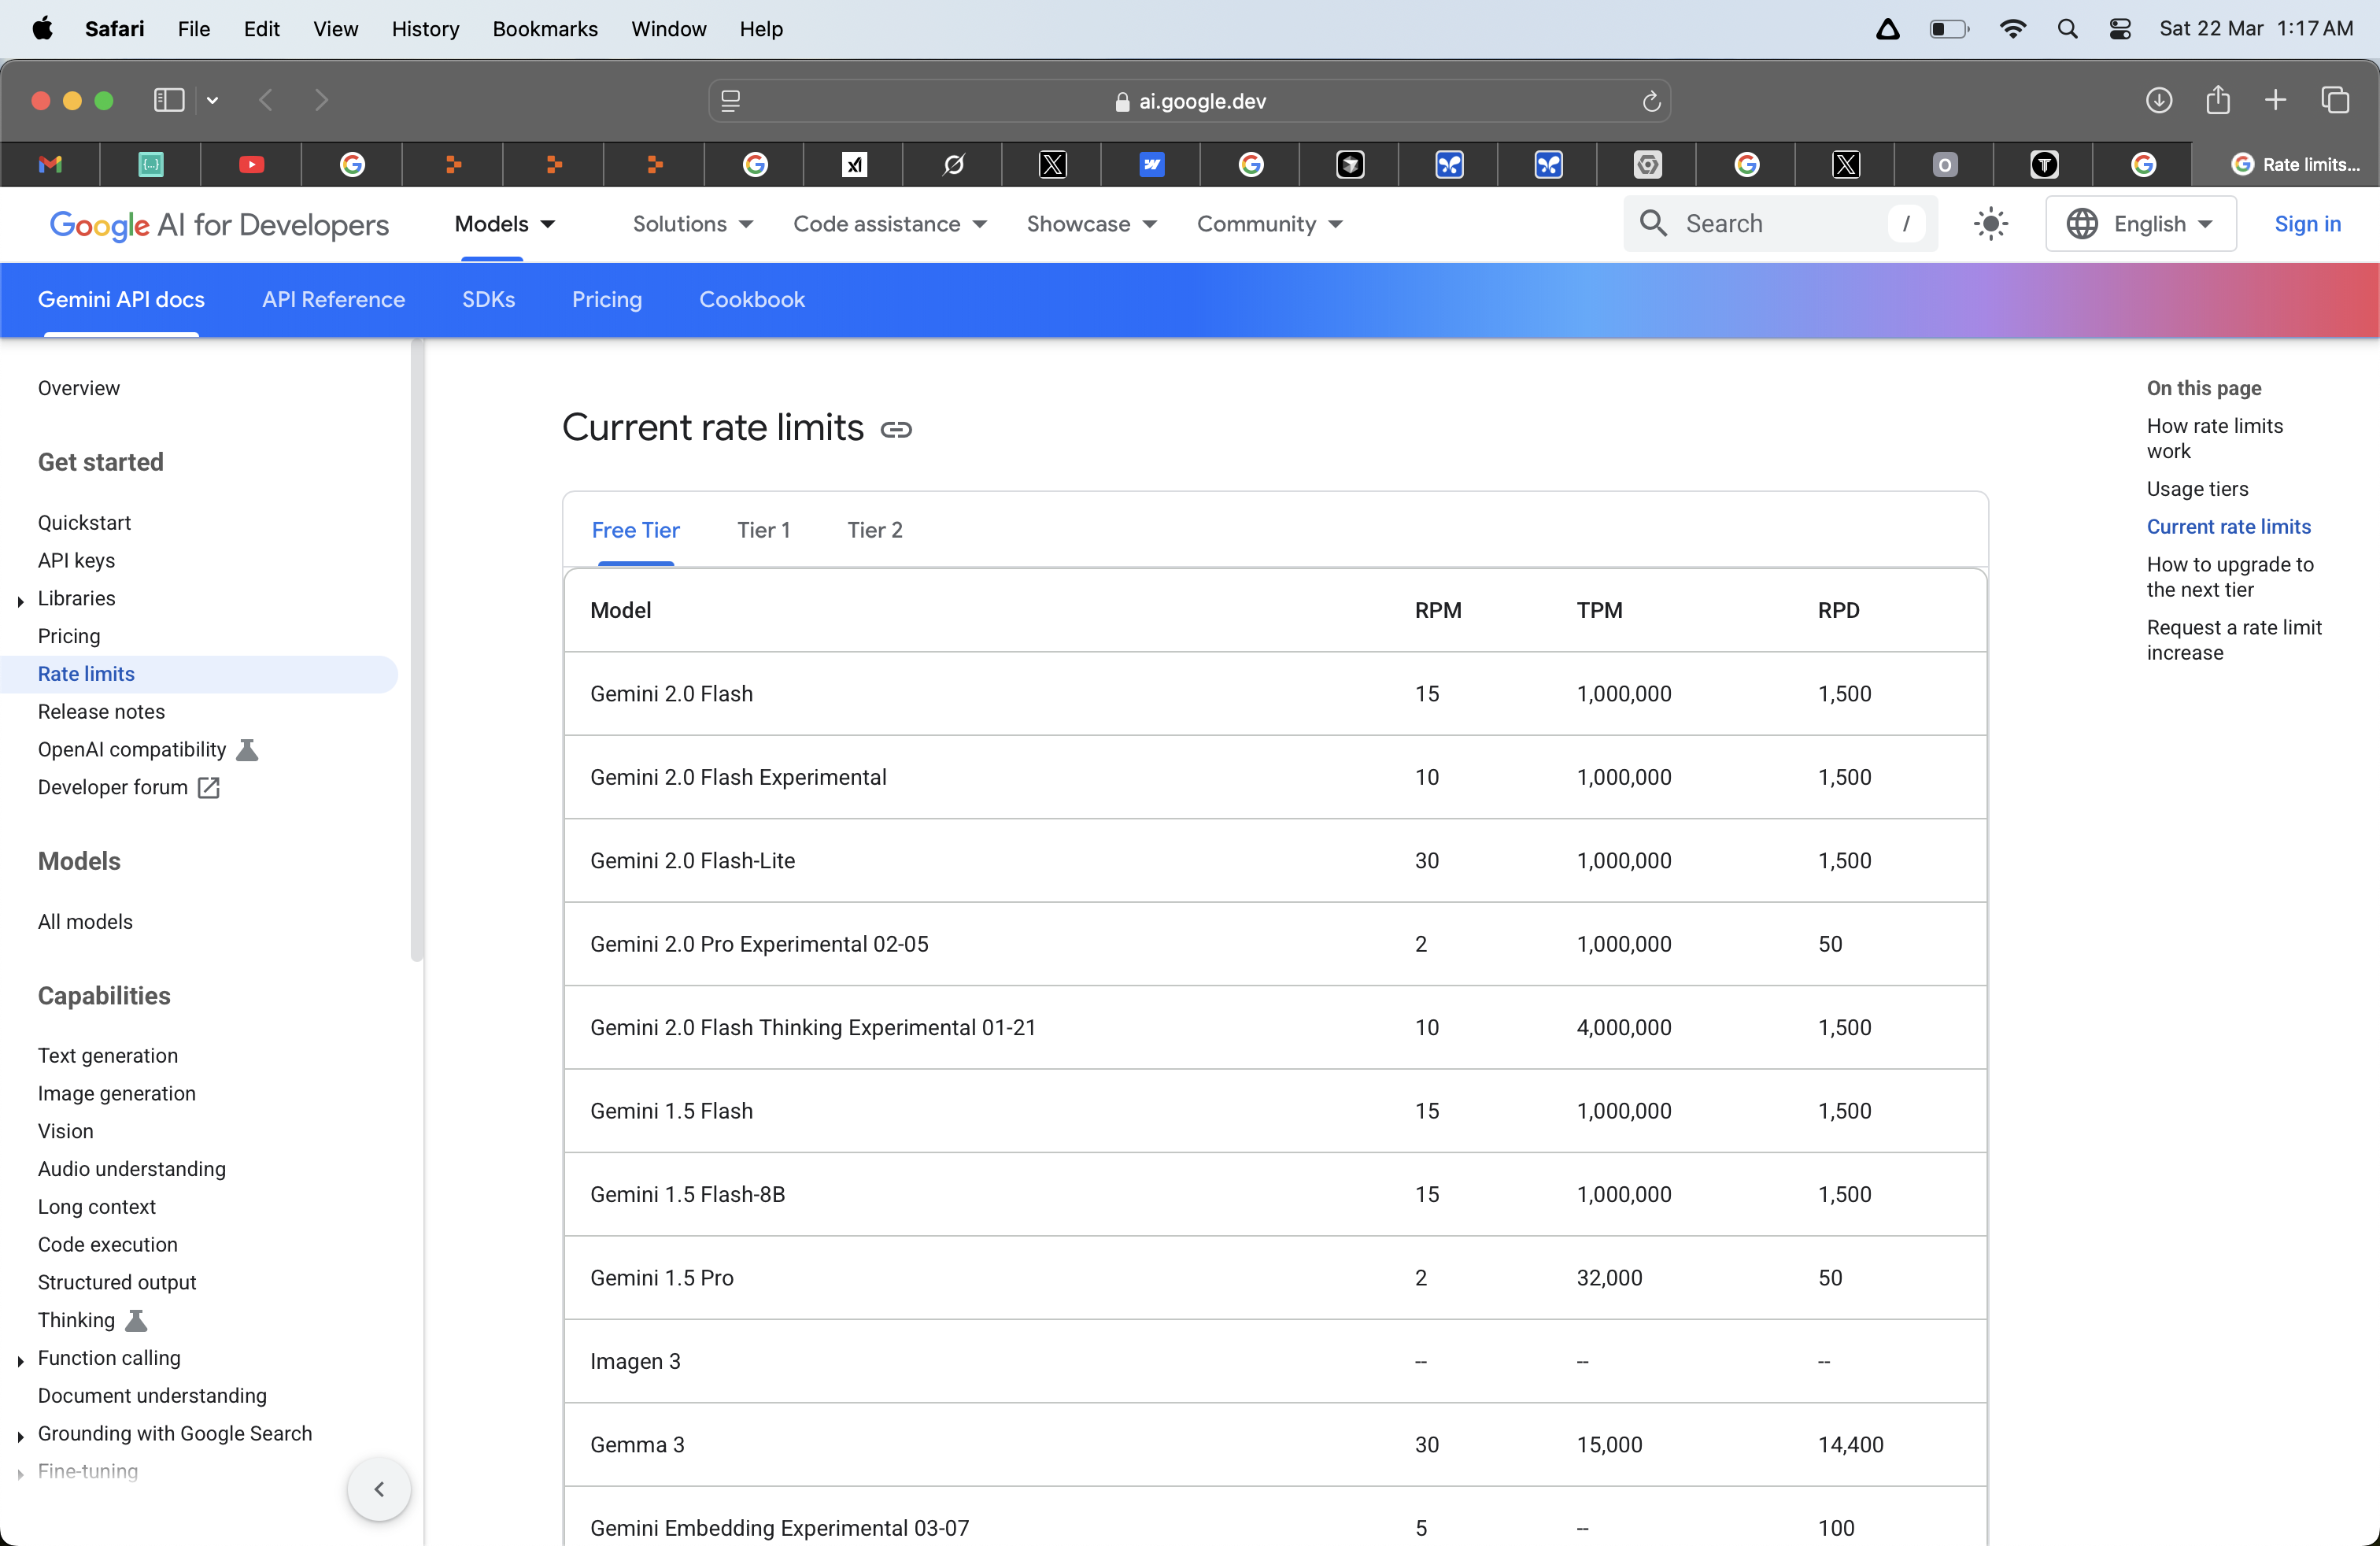 Safari File Edit View History Bookmarks Window Help Sat 22 Mar 1:17 AM
ai.google.dev
Rate limits...
Google AI for Developers Models Solutions Code assistance Showcase Community Search / English Sign in
Gemini API docs API Reference SDKs Pricing Cookbook
Overview
Get started
Quickstart
API keys
Libraries
Pricing
Rate limits
Release notes
OpenAI compatibility
Developer forum
Models
All models
Capabilities
Text generation
Image generation
Vision
Audio understanding
Long context
Code execution
Structured output
Thinking
Function calling
Document understanding
Grounding with Google Search
Fine-tuning
Current rate limits
Free Tier Tier 1 Tier 2
Model RPM TPM RPD
Gemini 2.0 Flash 15 1,000,000 1,500
Gemini 2.0 Flash Experimental 10 1,000,000 1,500
Gemini 2.0 Flash-Lite 30 1,000,000 1,500
Gemini 2.0 Pro Experimental 02-05 2 1,000,000 50
Gemini 2.0 Flash Thinking Experimental 01-21 10 4,000,000 1,500
Gemini 1.5 Flash 15 1,000,000 1,500
Gemini 1.5 Flash-8B 15 1,000,000 1,500
Gemini 1.5 Pro 2 32,000 50
Imagen 3 -- -- --
Gemma 3 30 15,000 14,400
Gemini Embedding Experimental 03-07 5 -- 100
On this page
How rate limits
work
Usage tiers
Current rate limits
How to upgrade to
the next tier
Request a rate limit
increase